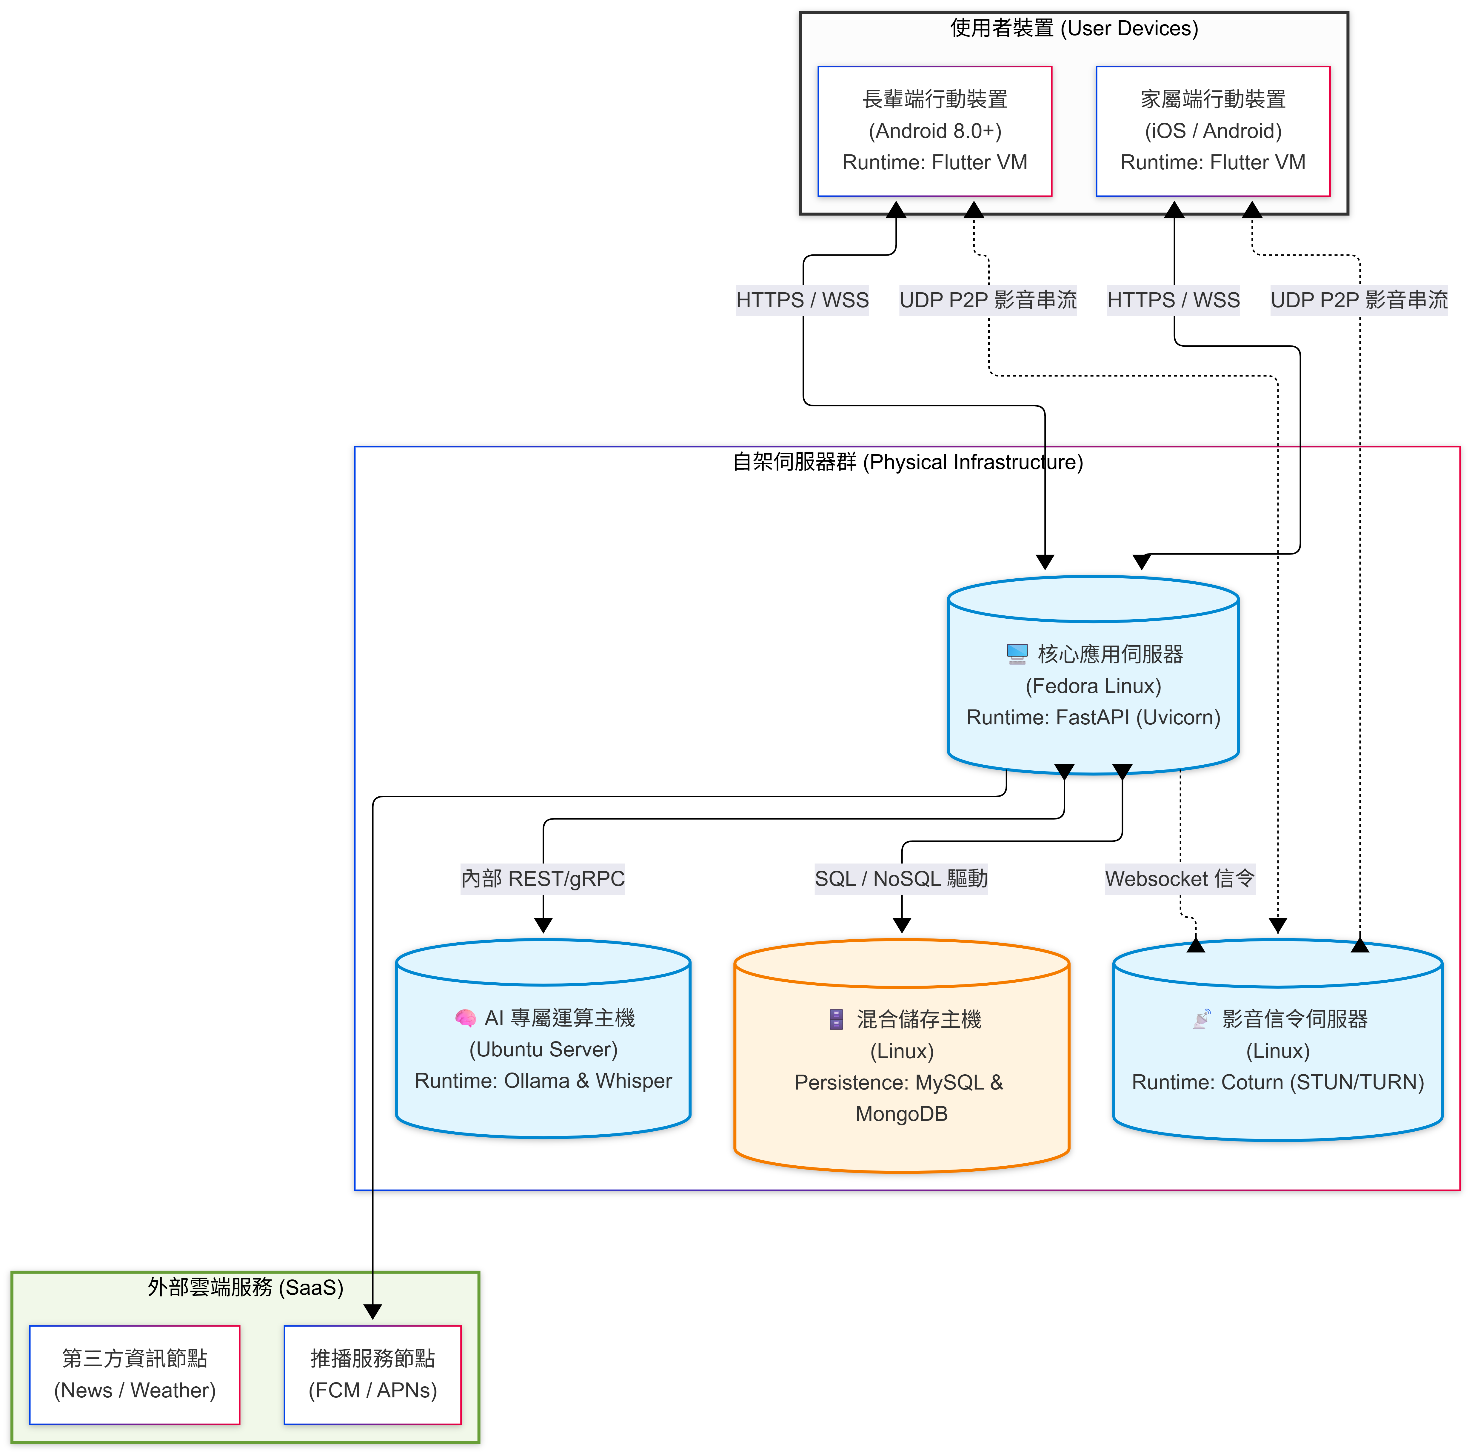 使用者裝置 (User Devices)
長輩端行動裝置
(Android 8.0+)
Runtime: Flutter VM
家屬端行動裝置
(iOS / Android)
Runtime: Flutter VM
HTTPS / WSS
UDP P2P 影音串流
HTTPS / WSS
UDP P2P 影音串流
自架伺服器群 (Physical Infrastructure)
核心應用伺服器
(Fedora Linux)
Runtime: FastAPI (Uvicorn)
內部 REST/gRPC
SQL / NoSQL 驅動
Websocket 信令
AI 專屬運算主機
(Ubuntu Server)
Runtime: Ollama & Whisper
混合儲存主機
(Linux)
Persistence: MySQL &
MongoDB
影音信令伺服器
(Linux)
Runtime: Coturn (STUN/TURN)
外部雲端服務 (SaaS)
第三方資訊節點
(News / Weather)
推播服務節點
(FCM / APNs)